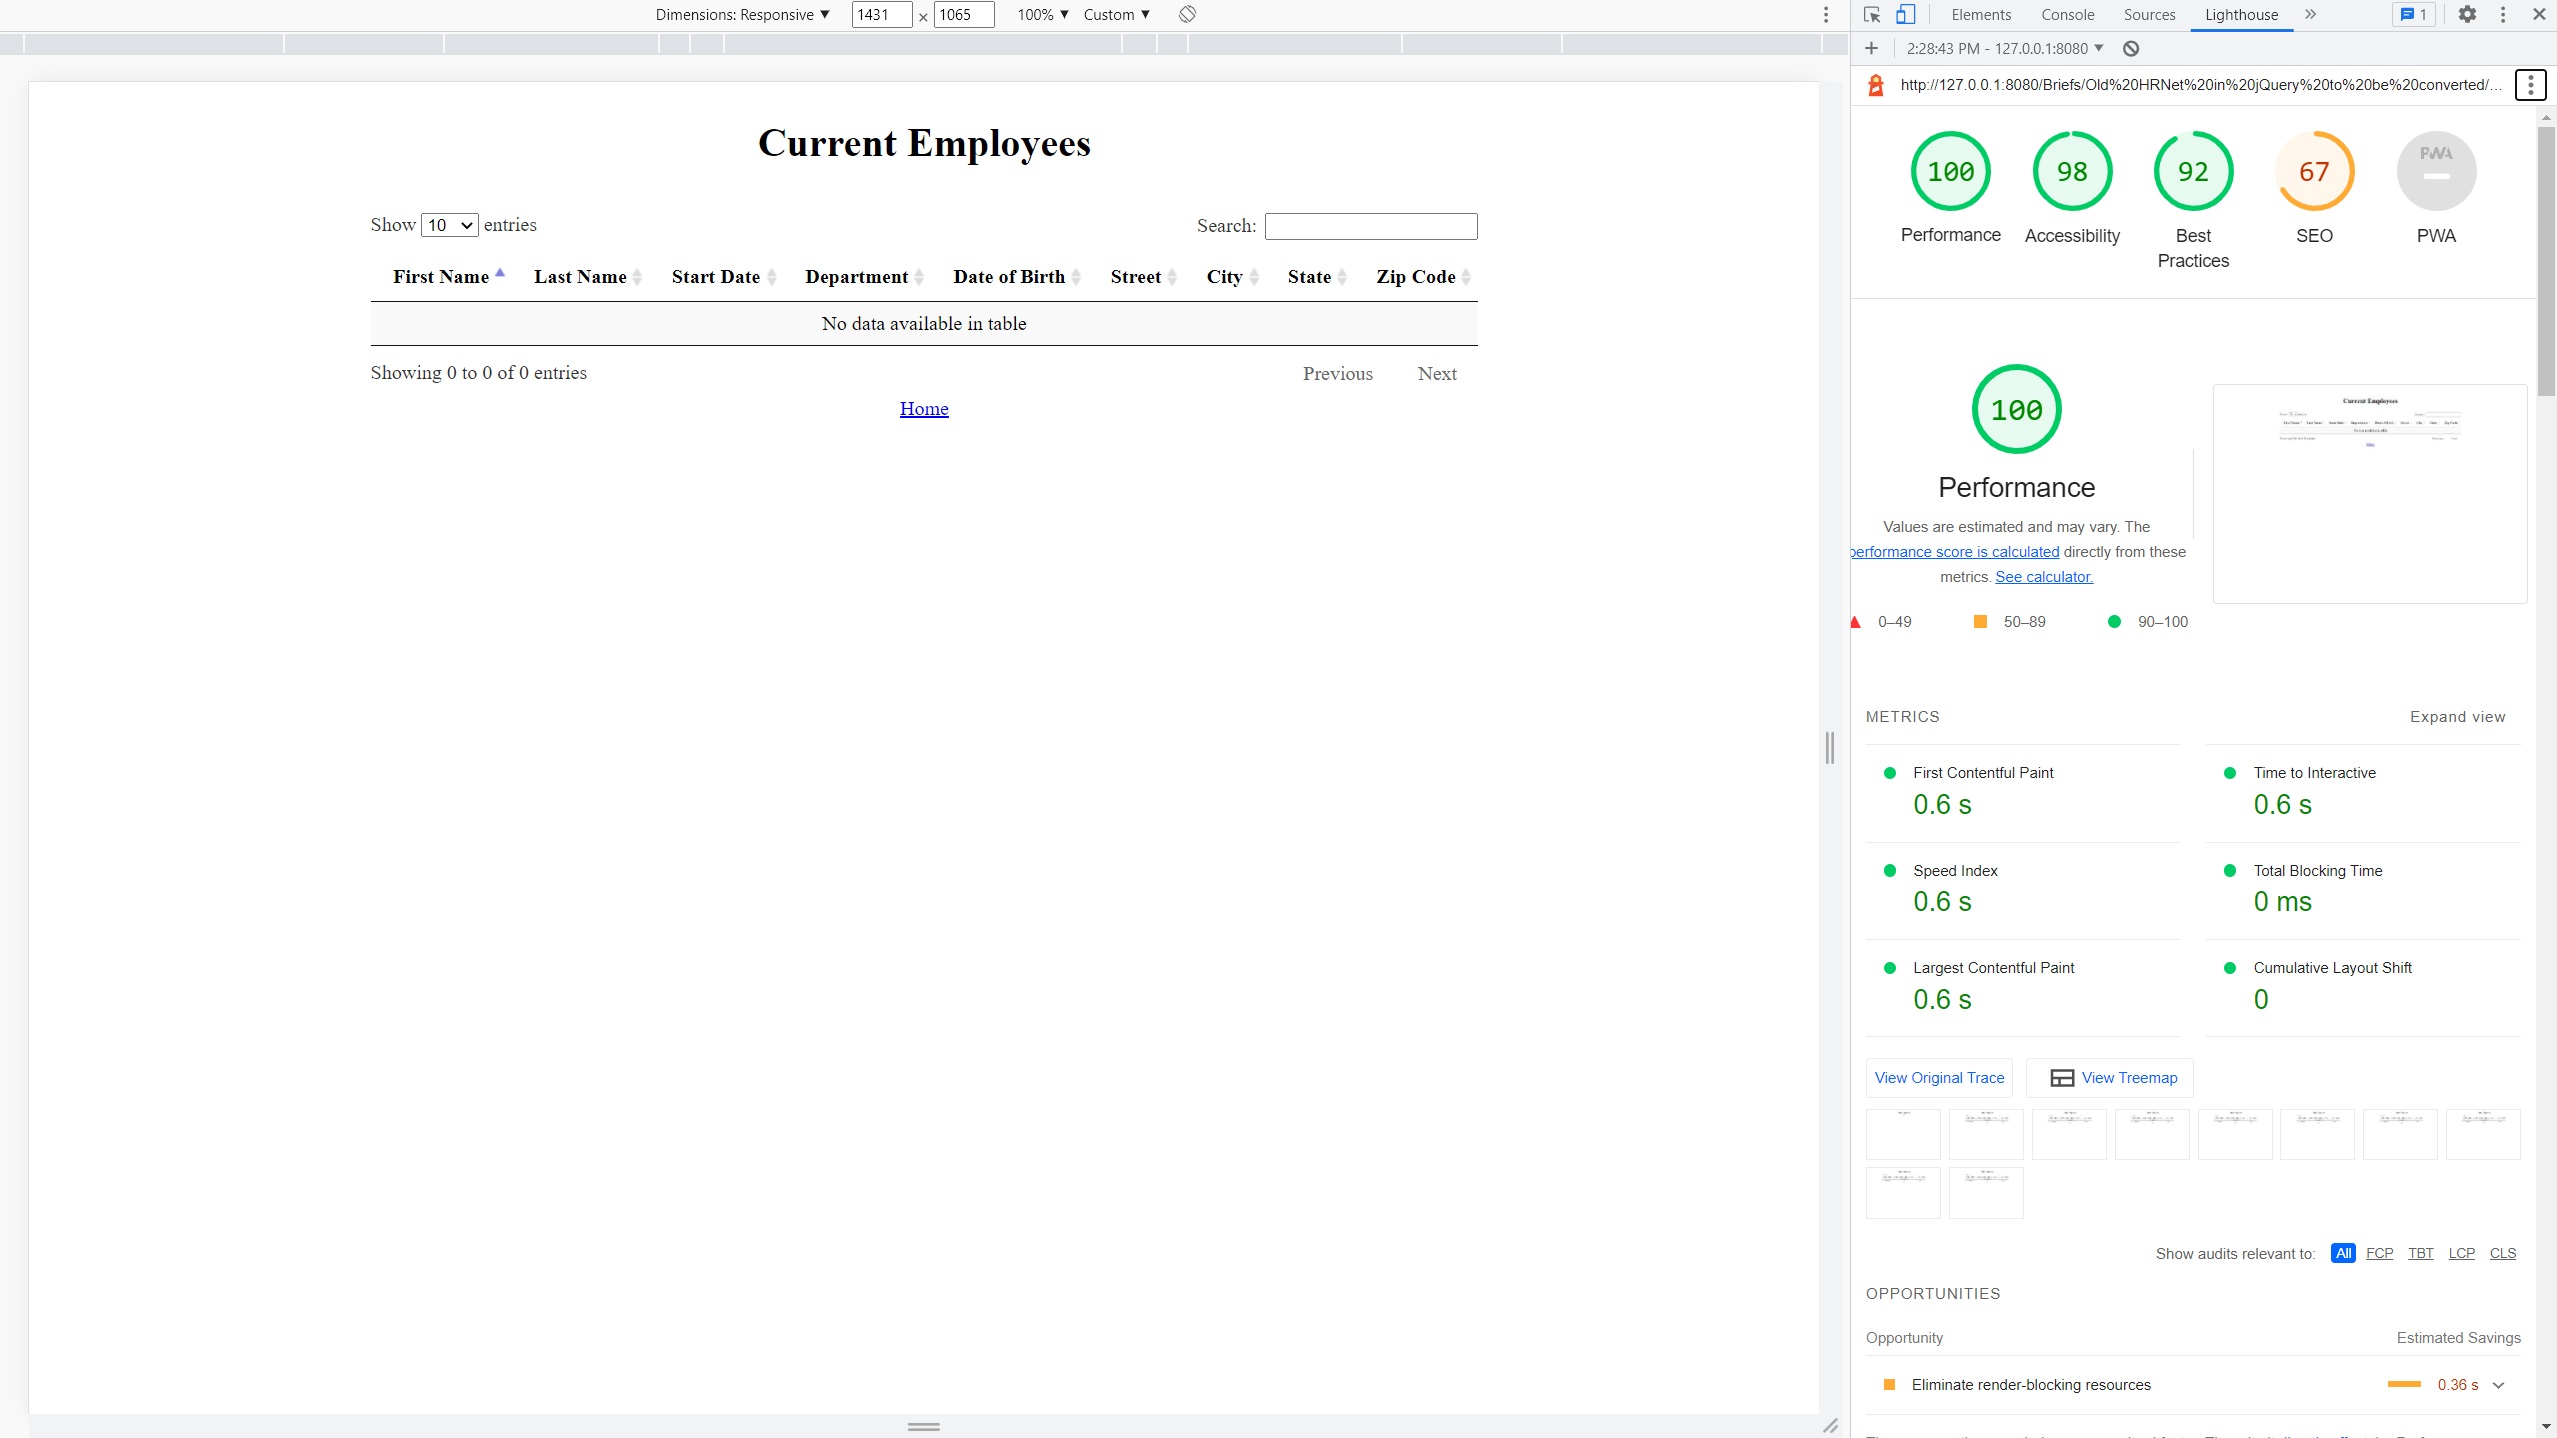 Dimensions: Responsive ▼ 1431 × 1065 100% ▼ Custom ▼
Current Employees
Show 10 entries
Search:
First Name Last Name Start Date Department Date of Birth Street City State Zip Code
No data available in table
Showing 0 to 0 of 0 entries
Previous Next
Home
Elements Console Sources Lighthouse » 1
+ 2:28:43 PM - 127.0.0.1:8080 ▼
http://127.0.0.1:8080/Briefs/Old%20HRNet%20in%20jQuery%20to%20be%20converted/...
100 98 92 67 PWA
Performance Accessibility Best Practices SEO PWA
100
Performance
Values are estimated and may vary. The
performance score is calculated directly from these
metrics. See calculator.
0–49 50–89 90–100
Current Employees
METRICS Expand view
First Contentful Paint
0.6 s
Time to Interactive
0.6 s
Speed Index
0.6 s
Total Blocking Time
0 ms
Largest Contentful Paint
0.6 s
Cumulative Layout Shift
0
View Original Trace View Treemap
Show audits relevant to: All FCP TBT LCP CLS
OPPORTUNITIES
Opportunity Estimated Savings
Eliminate render-blocking resources 0.36 s